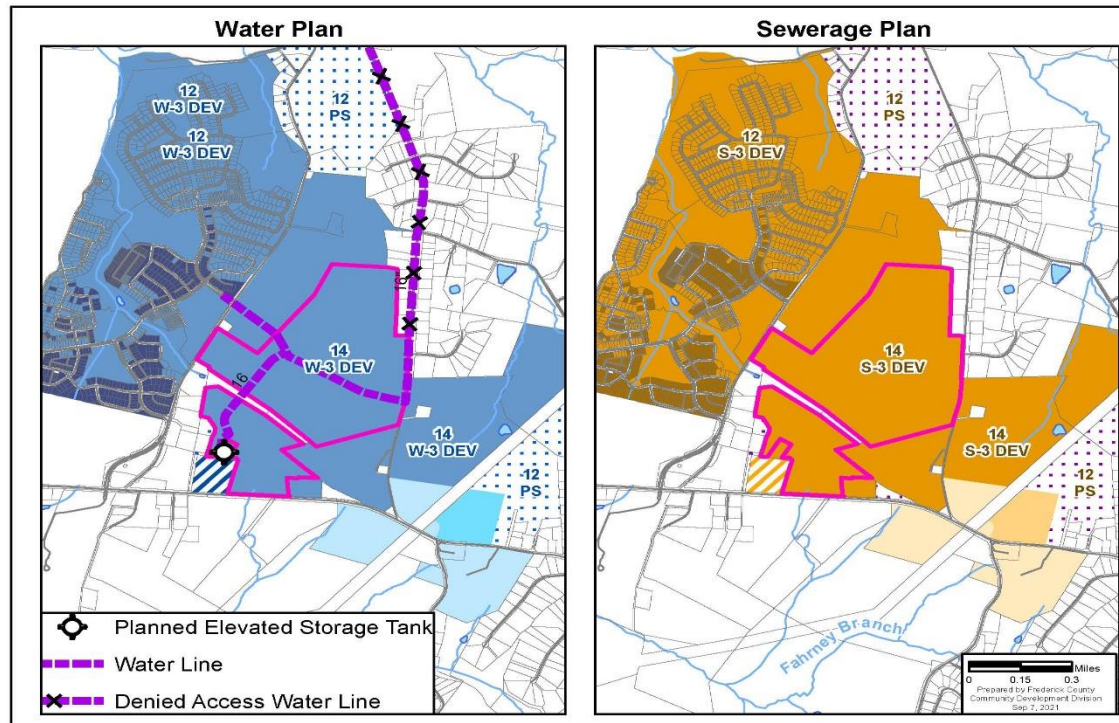 Water Plan
12
W-3 DEV
12
W-3 DEV
12
PS
16
14
W-3 DEV
16
14
W-3 DEV
12
PS
Planned Elevated Storage Tank
Water Line
Denied Access Water Line
Sewerage Plan
12
PS
12
S-3 DEV
14
S-3 DEV
14
S-3 DEV
12
PS
Fahrney Branch
Miles
0 0.15 0.3
Prepared by Frederick County
Community Development Division
Sep 7, 2021